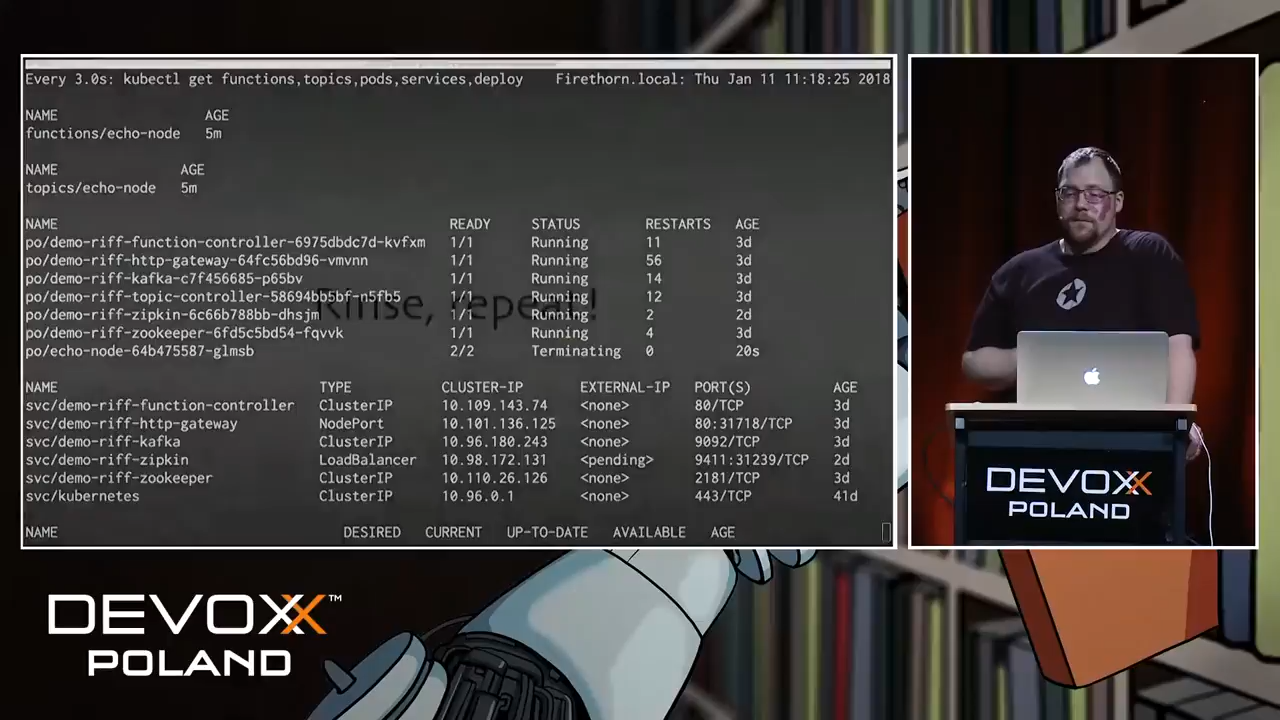 Every 3.0s: kubectl get functions,topics,pods,services,deploy    Firethorn.local: Thu Jan 11 11:18:25 2018
NAME AGE
functions/echo-node 5m
NAME AGE
topics/echo-node 5m
NAME READY STATUS RESTARTS AGE
po/demo-riff-function-controller-6975dbdc7d-kvfxm 1/1 Running 11 3d
po/demo-riff-http-gateway-64fc56bd96-vmvnn 1/1 Running 56 3d
po/demo-riff-kafka-c7f456685-p65bv 1/1 Running 14 3d
po/demo-riff-topic-controller-58694bb5bf-n5fb5 1/1 Running 12 3d
Rinse, repeat!
po/demo-riff-zipkin-6c66b788bb-dhsjm 1/1 Running 2 2d
po/demo-riff-zookeeper-6fd5c5bd54-fqvvk 1/1 Running 4 3d
po/echo-node-64b475587-glmsb 2/2 Terminating 0 20s
NAME TYPE CLUSTER-IP EXTERNAL-IP PORT(S) AGE
svc/demo-riff-function-controller ClusterIP 10.109.143.74 <none> 80/TCP 3d
svc/demo-riff-http-gateway NodePort 10.101.136.125 <none> 80:31718/TCP 3d
svc/demo-riff-kafka ClusterIP 10.96.180.243 <none> 9092/TCP 3d
svc/demo-riff-zipkin LoadBalancer 10.98.172.131 <pending> 9411:31239/TCP 2d
svc/demo-riff-zookeeper ClusterIP 10.110.26.126 <none> 2181/TCP 3d
svc/kubernetes ClusterIP 10.96.0.1 <none> 443/TCP 41d
NAME DESIRED CURRENT UP-TO-DATE AVAILABLE AGE
DEVOXX
POLAND
DEVOXX™
POLAND